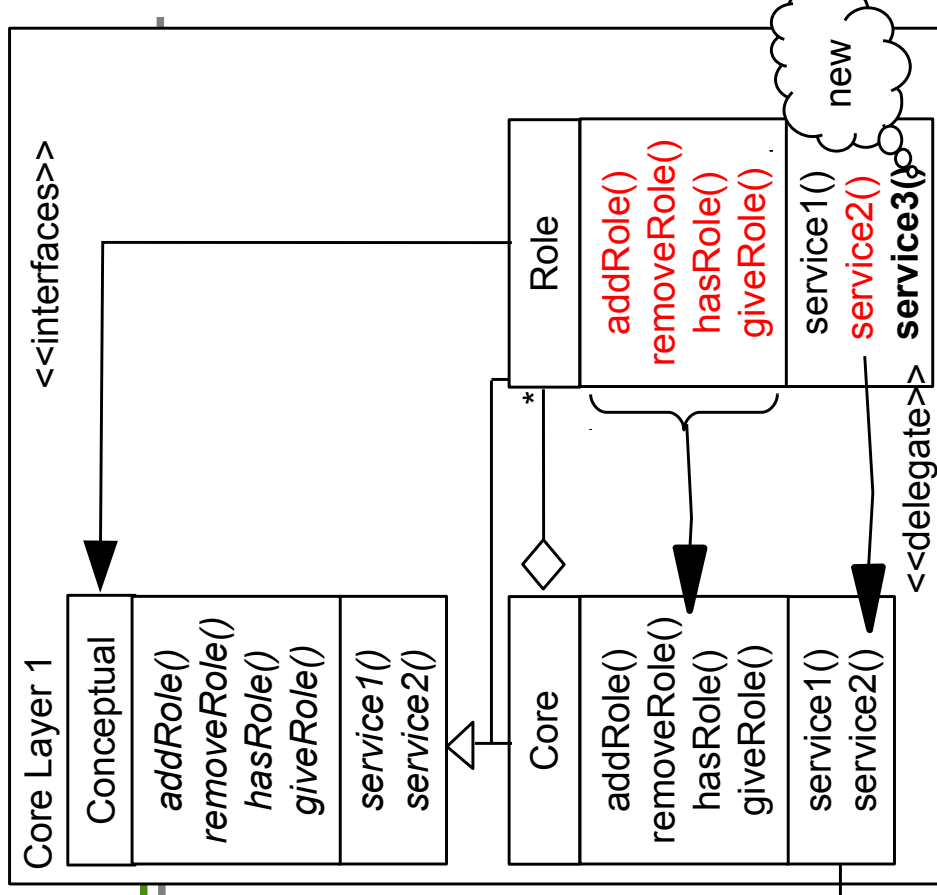 Core Layer 1
<<interfaces>>
Conceptual
addRole()
removeRole()
hasRole()
giveRole()
service1()
service2()
Core
addRole()
removeRole()
hasRole()
giveRole()
service1()
service2()
*
Role
addRole()
removeRole()
hasRole()
giveRole()
service1()
service2()
service3()
<<delegate>>
new